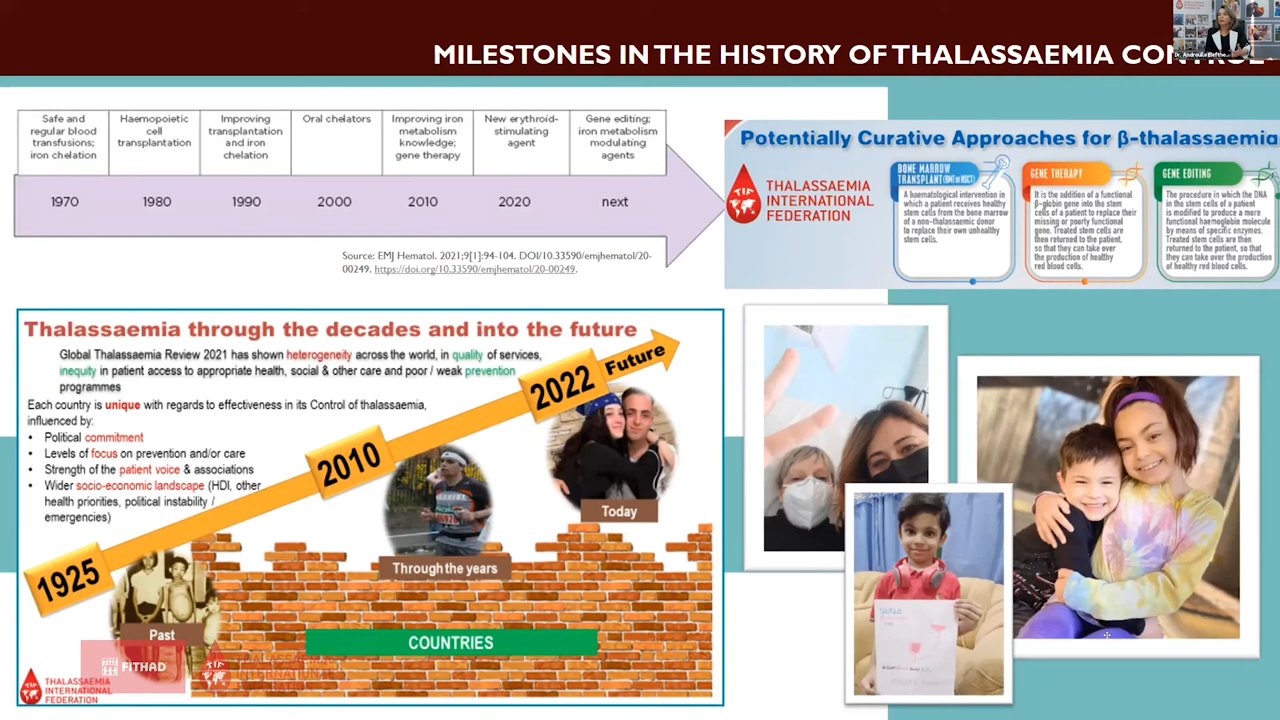 MILESTONES IN THE HISTORY OF THALASSAEMIA CONTROL
Safe and
regular blood
transfusions;
iron chelation
Haemopoietic
cell
transplantation
Improving
transplantation
and iron
chelation
Oral chelators
Improving iron
metabolism
knowledge;
gene therapy
New erythroid-
stimulating
agent
Gene editing;
iron metabolism
modulating
agents
1970
1980
1990
2000
2010
2020
next
Source: EMJ Hematol. 2021;9[1]:94-104. DOI/10.33590/emjhematol/20-
00249. https://doi.org/10.33590/emjhematol/20-00249.
Potentially Curative Approaches for β-thalassaemia
TIF
THALASSAEMIA
INTERNATIONAL
FEDERATION
BONE MARROW
TRANSPLANT (BMT or HSCT)
A haematological intervention in
which a patient receives healthy
stem cells from the bone marrow
of a non-thalassaemic donor
to replace their own unhealthy
stem cells.
GENE THERAPY
It is the addition of a functional
β-globin gene into the stem
cells of a patient to replace their
missing or poorly functional
gene. Treated stem cells are
then returned to the patient, so
that they can take over the
production of healthy
red blood cells.
GENE EDITING
The procedure in which the DNA
in the stem cells of a patient
is modified to produce a more
functional haemoglobin molecule
by means of specific enzymes.
Treated stem cells are then
returned to the patient, so
that they can take over the
production of healthy
red blood cells.
Thalassaemia through the decades and into the future
Global Thalassaemia Review 2021 has shown heterogeneity across the world, in quality of services,
inequity in patient access to appropriate health, social & other care and poor / weak prevention
programmes
Each country is unique with regards to effectiveness in its Control of thalassaemia,
influenced by:
• Political commitment
• Levels of focus on prevention and/or care
• Strength of the patient voice & associations
• Wider socio-economic landscape (HDI, other
health priorities, political instability /
emergencies)
1925
2010
2022
Future
Past
Through the years
Today
COUNTRIES
FITHAD
THALASSAEMIA
INTERNATIONAL
FEDERATION
TIF
THALASSAEMIA
INTERNATIONAL
FEDERATION